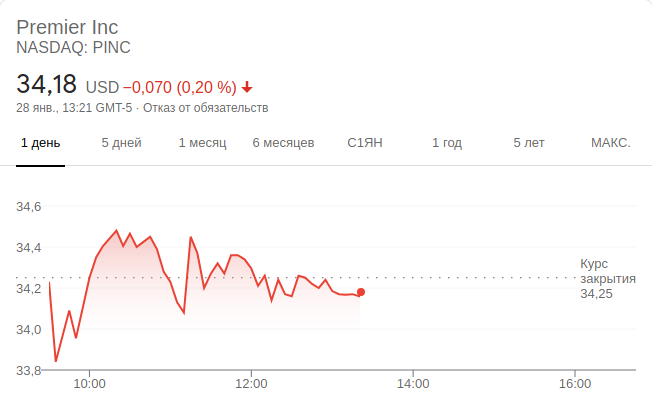 Premier Inc
NASDAQ: PINC
34,18 USD −0,070 (0,20 %)
28 янв., 13:21 GMT-5 · Отказ от обязательств
1 день 5 дней 1 месяц 6 месяцев С1ЯН 1 год 5 лет МАКС.
34,6
34,4
Курс
закрытия
34,25
34,2
34,0
33,8
10:00 12:00 14:00 16:00